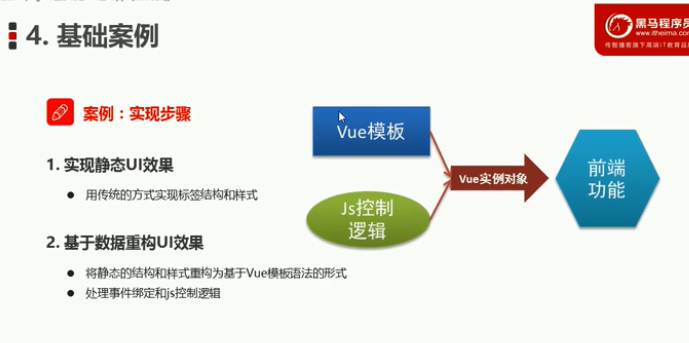 4. 基础案例
黑马程序员
www.itheima.com
传智播客旗下高端IT教育品牌
案例：实现步骤
1. 实现静态UI效果
用传统的方式实现标签结构和样式
2. 基于数据重构UI效果
将静态的结构和样式重构为基于Vue模板语法的形式
处理事件绑定和js控制逻辑
Vue模板
Js控制
逻辑
Vue实例对象
前端
功能